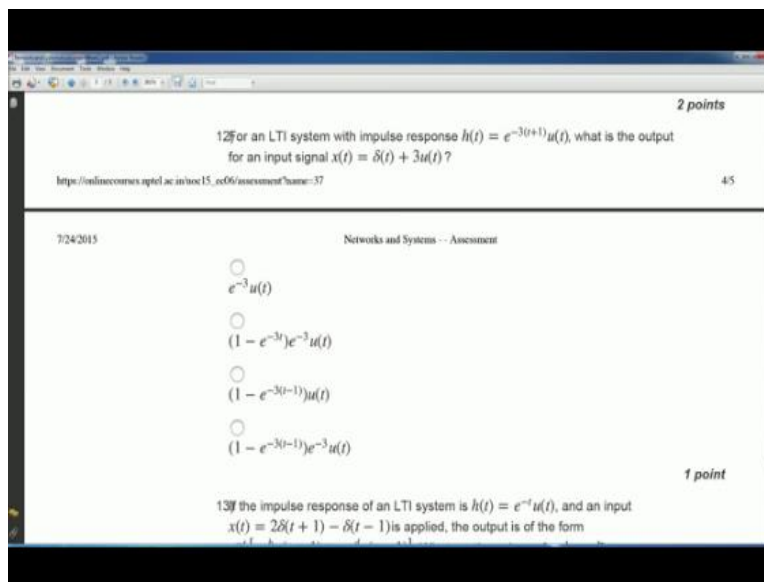 2 points
12) For an LTI system with impulse response h(t) = e^{-3(t+1)}u(t), what is the output
for an input signal x(t) = δ(t) + 3u(t) ?
https://onlinecourses.nptel.ac.in/noc15_ec06/assessment?name=37 4/5
7/24/2015 Networks and Systems - - Assessment
e^{-3}u(t)
(1 − e^{-3t})e^{-3}u(t)
(1 − e^{-3(t−1)})u(t)
(1 − e^{-3(t−1)})e^{-3}u(t)
1 point
13) If the impulse response of an LTI system is h(t) = e^{-t}u(t), and an input
x(t) = 2δ(t + 1) − δ(t − 1) is applied, the output is of the form